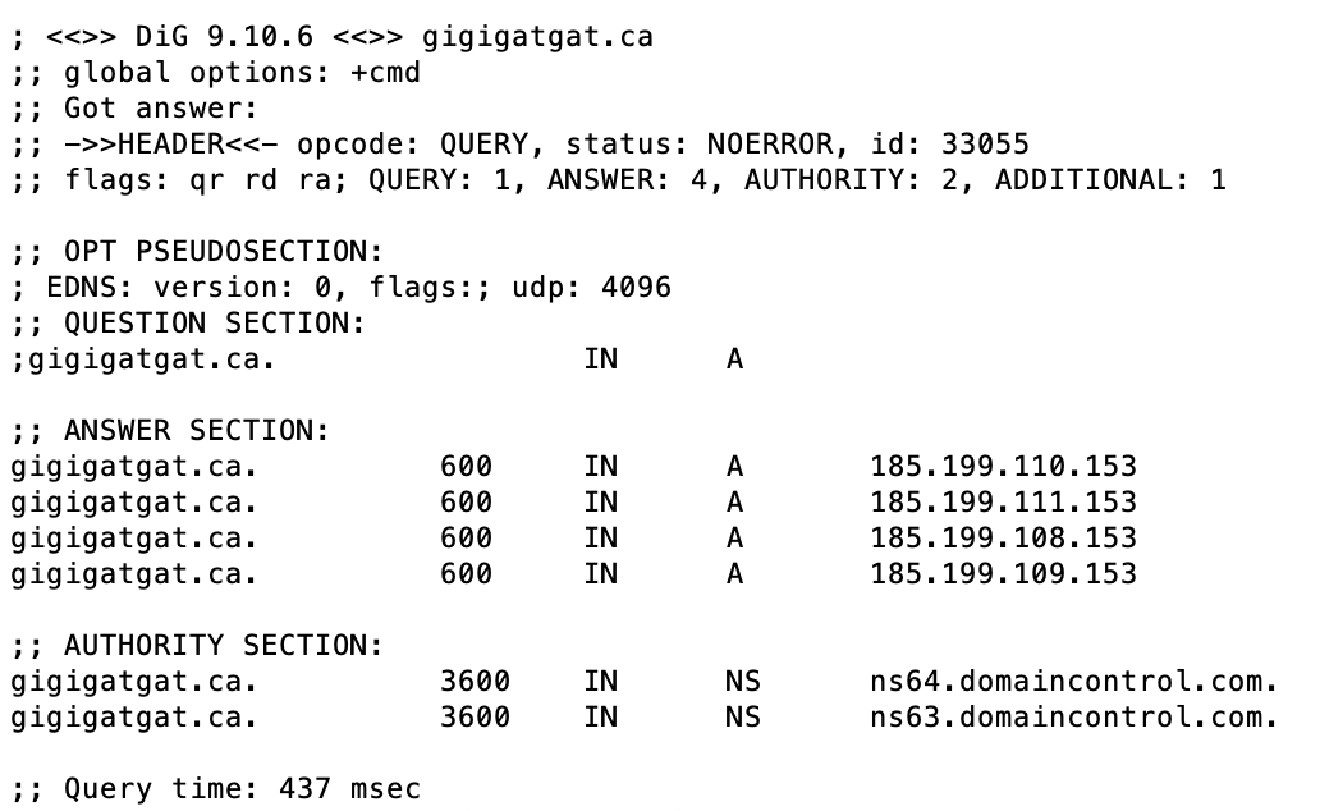 ; <<>> DiG 9.10.6 <<>> gigigatgat.ca
;; global options: +cmd
;; Got answer:
;; ->>HEADER<<- opcode: QUERY, status: NOERROR, id: 33055
;; flags: qr rd ra; QUERY: 1, ANSWER: 4, AUTHORITY: 2, ADDITIONAL: 1

;; OPT PSEUDOSECTION:
; EDNS: version: 0, flags:; udp: 4096
;; QUESTION SECTION:
;gigigatgat.ca. IN A

;; ANSWER SECTION:
gigigatgat.ca. 600 IN A 185.199.110.153
gigigatgat.ca. 600 IN A 185.199.111.153
gigigatgat.ca. 600 IN A 185.199.108.153
gigigatgat.ca. 600 IN A 185.199.109.153

;; AUTHORITY SECTION:
gigigatgat.ca. 3600 IN NS ns64.domaincontrol.com.
gigigatgat.ca. 3600 IN NS ns63.domaincontrol.com.

;; Query time: 437 msec